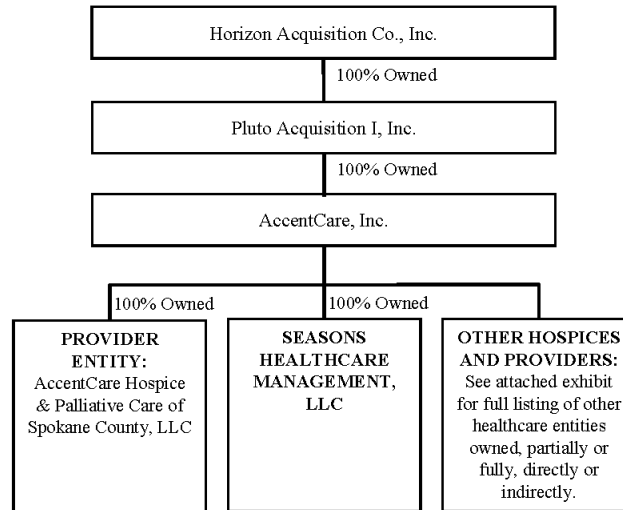 Horizon Acquisition Co., Inc.
100% Owned
Pluto Acquisition I, Inc.
100% Owned
AccentCare, Inc.
100% Owned
100% Owned
PROVIDER
ENTITY:
AccentCare Hospice
& Palliative Care of
Spokane County, LLC
SEASONS
HEALTHCARE
MANAGEMENT,
LLC
OTHER HOSPICES
AND PROVIDERS:
See attached exhibit
for full listing of other
healthcare entities
owned, partially or
fully, directly or
indirectly.